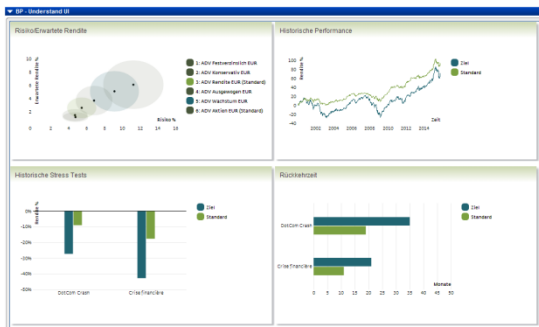 BP - Understand UI
Risiko/Erwartete Rendite
Erwartete Rendite %
10
8
6
4
2
0
0 2 4 6 8 10 12 14 16
Risiko %
1: ADV Festverzinslich EUR
2: ADV Konservativ EUR
3: ADV Rendite EUR (Standard)
4: ADV Ausgewogen EUR
5: ADV Wachstum EUR
6: ADV Aktien EUR (Standard)
Historische Performance
Rendite %
100
80
60
40
20
0
-20
-40
2002 2004 2006 2008 2010 2012 2014
Zeit
Ziel
Standard
Historische Stress Tests
Rendite %
0%
-10%
-20%
-30%
-40%
-50%
DotCom Crash
Crise financière
Ziel
Standard
Rückkehrzeit
DotCom Crash
Crise financière
Monate
0 5 10 15 20 25 30 35 40 45 50
Ziel
Standard